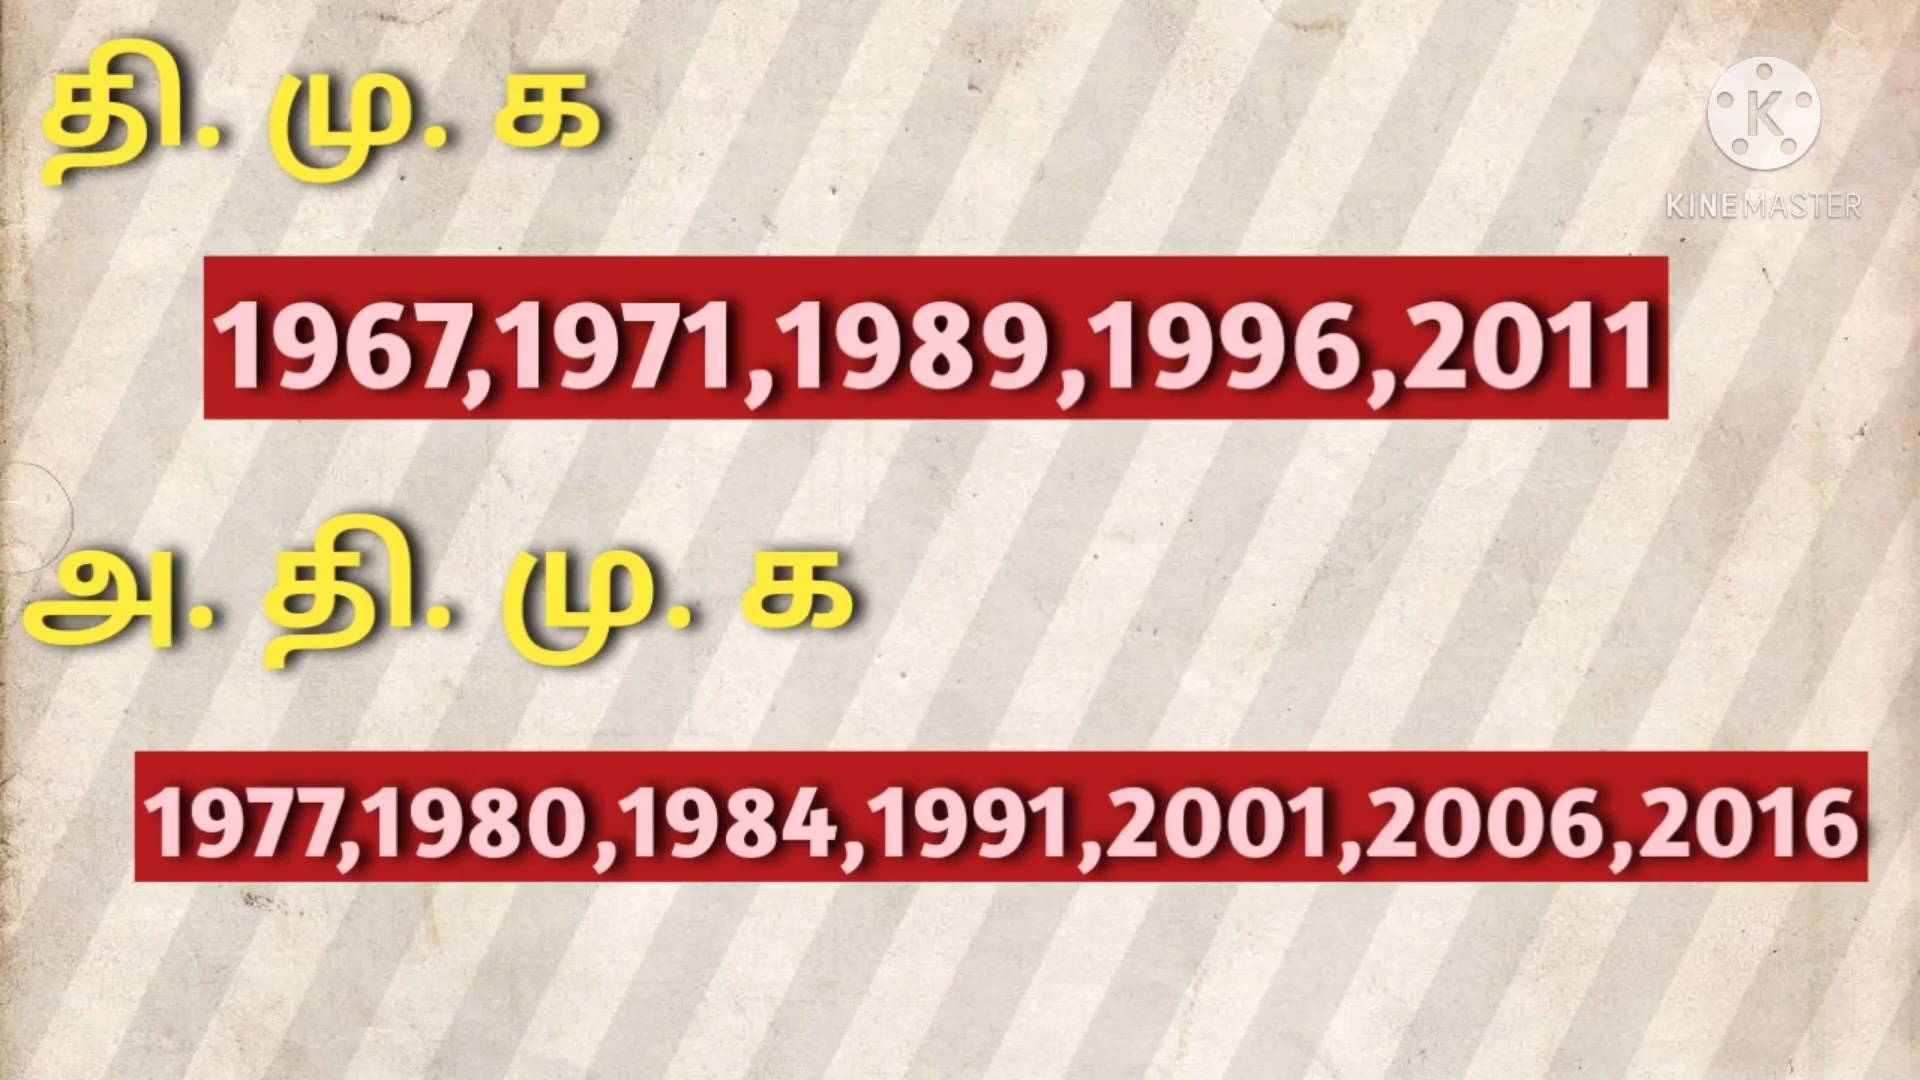 தி. மு. க
KINEMASTER
1967,1971,1989,1996,2011
அ. தி. மு. க
1977,1980,1984,1991,2001,2006,2016